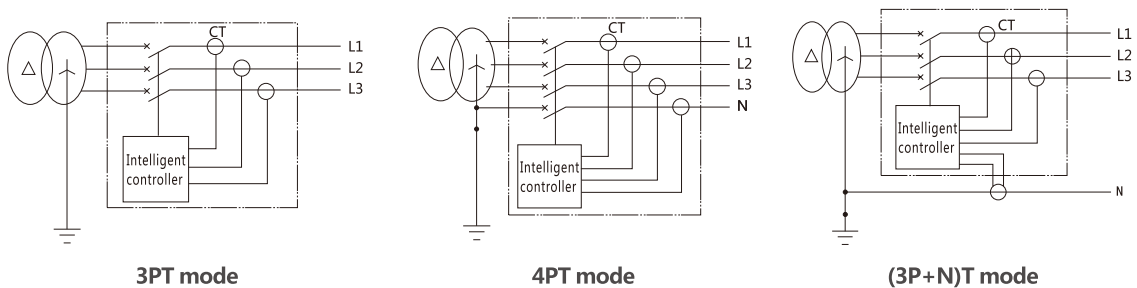 CT
L1
L2
L3
Intelligent
controller
3PT mode
CT
L1
L2
L3
N
Intelligent
controller
4PT mode
CT
L1
L2
L3
Intelligent
controller
N
(3P+N)T mode